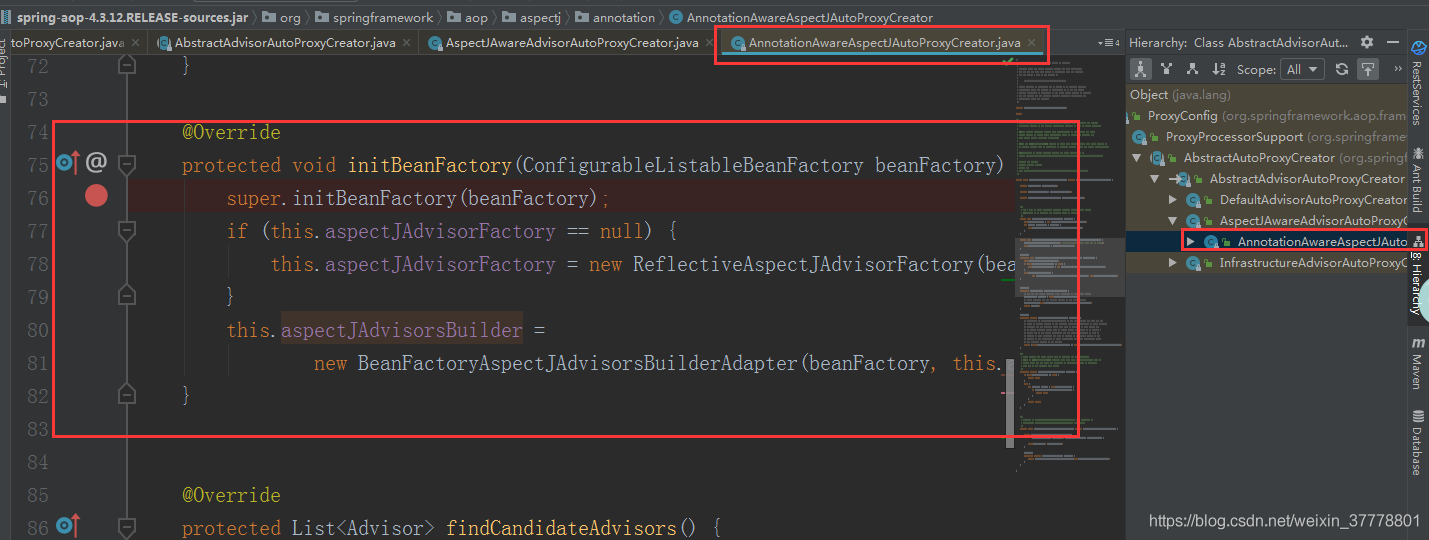 spring-aop-4.3.12.RELEASE-sources.jar org springframework aop aspectj annotation AnnotationAwareAspectJAutoProxyCreator
toProxyCreator.java AbstractAdvisorAutoProxyCreator.java AspectJAwareAdvisorAutoProxyCreator.java AnnotationAwareAspectJAutoProxyCreator.java 4
Hierarchy: Class AbstractAdvisorAut...
Scope: All
Object (java.lang)
ProxyConfig (org.springframework.aop.fram
ProxyProcessorSupport (org.springframe
AbstractAutoProxyCreator (org.springf
AbstractAdvisorAutoProxyCreator
DefaultAdvisorAutoProxyCreator
AspectJAwareAdvisorAutoProxyC
AnnotationAwareAspectJAuto
InfrastructureAdvisorAutoProxyC
1: Project
72 }
73
74 @Override
75 @ protected void initBeanFactory(ConfigurableListableBeanFactory beanFactory)
76 super.initBeanFactory(beanFactory);
77 if (this.aspectJAdvisorFactory == null) {
78 this.aspectJAdvisorFactory = new ReflectiveAspectJAdvisorFactory(bea
79 }
80 this.aspectJAdvisorsBuilder =
81 new BeanFactoryAspectJAdvisorsBuilderAdapter(beanFactory, this.
82 }
83
84
85 @Override
86 protected List<Advisor> findCandidateAdvisors() {
RestServices
Ant Build
8: Hierarchy
m Maven
Database
https://blog.csdn.net/weixin_37778801